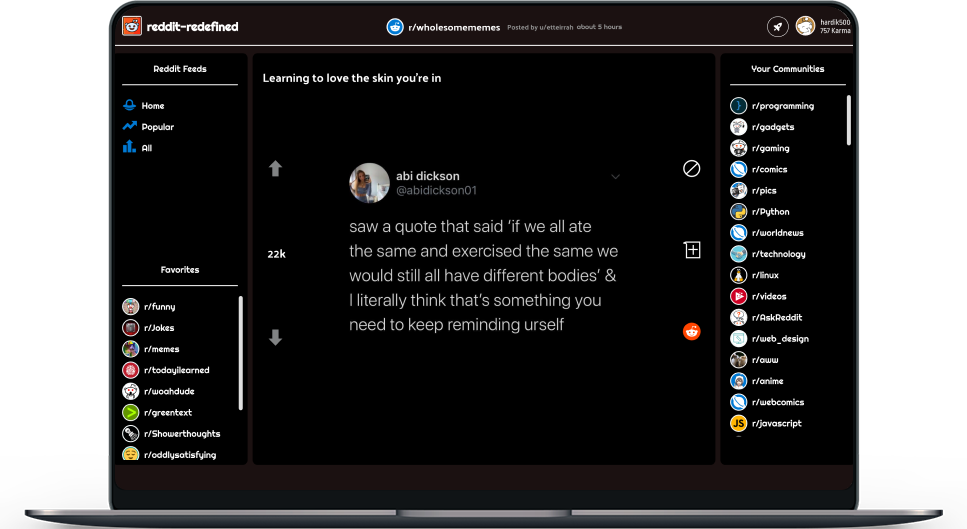 reddit-redefined
r/wholesomememes Posted by u/etteirrah about 5 hours
hardik500
757 Karma
Reddit Feeds
Home
Popular
All
Favorites
r/funny
r/Jokes
r/memes
r/todayilearned
r/woahdude
r/greentext
r/Showerthoughts
r/oddlysatisfying
Learning to love the skin you're in
22k
abi dickson
@abidickson01
saw a quote that said 'if we all ate
the same and exercised the same we
would still all have different bodies' &
I literally think that's something you
need to keep reminding urself
Your Communities
r/programming
r/gadgets
r/gaming
r/comics
r/pics
r/Python
r/worldnews
r/technology
r/linux
r/videos
r/AskReddit
r/web_design
r/aww
r/anime
r/webcomics
JS r/javascript